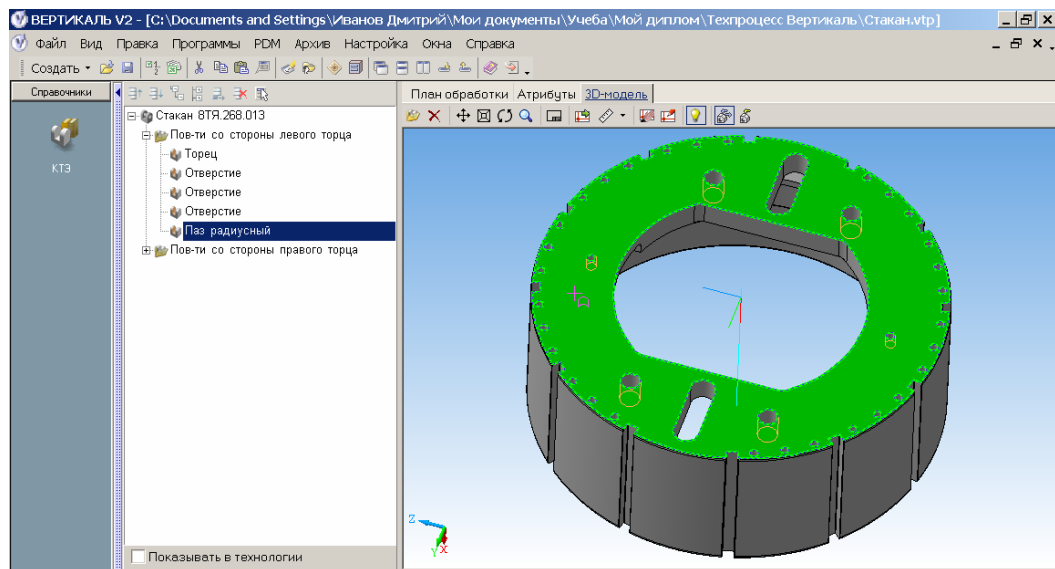 ВЕРТИКАЛЬ V2 - [C:\Documents and Settings\Иванов Дмитрий\Мои документы\Учеба\Мой диплом\Техпроцесс Вертикаль\Стакан.vtp]
Файл Вид Правка Программы PDM Архив Настройка Окна Справка
Создать
Справочники
План обработки Атрибуты 3D-модель
Стакан 8ТЯ.268.013
Пов-ти со стороны левого торца
Торец
КТЭ
Отверстие
Отверстие
Отверстие
Паз радиусный
Пов-ти со стороны правого торца
Z
Y
X
Показывать в технологии